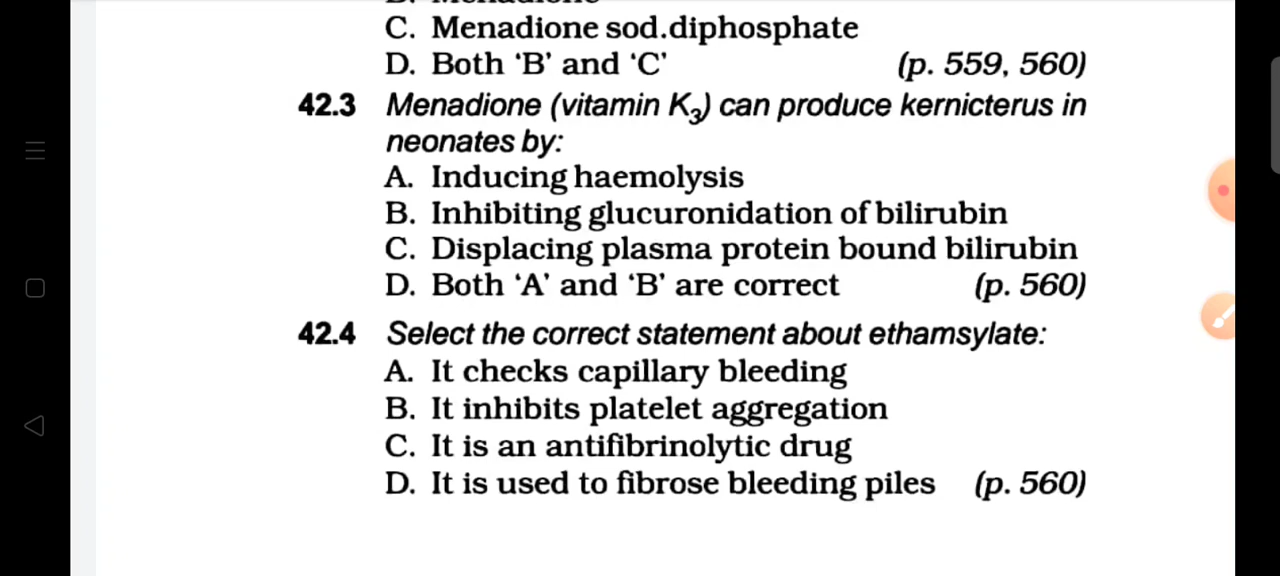 C. Menadione sod.diphosphate
D. Both ‘B’ and ‘C’ (p. 559, 560)
42.3 Menadione (vitamin K3) can produce kernicterus in
neonates by:
A. Inducing haemolysis
B. Inhibiting glucuronidation of bilirubin
C. Displacing plasma protein bound bilirubin
D. Both ‘A’ and ‘B’ are correct (p. 560)
42.4 Select the correct statement about ethamsylate:
A. It checks capillary bleeding
B. It inhibits platelet aggregation
C. It is an antifibrinolytic drug
D. It is used to fibrose bleeding piles (p. 560)